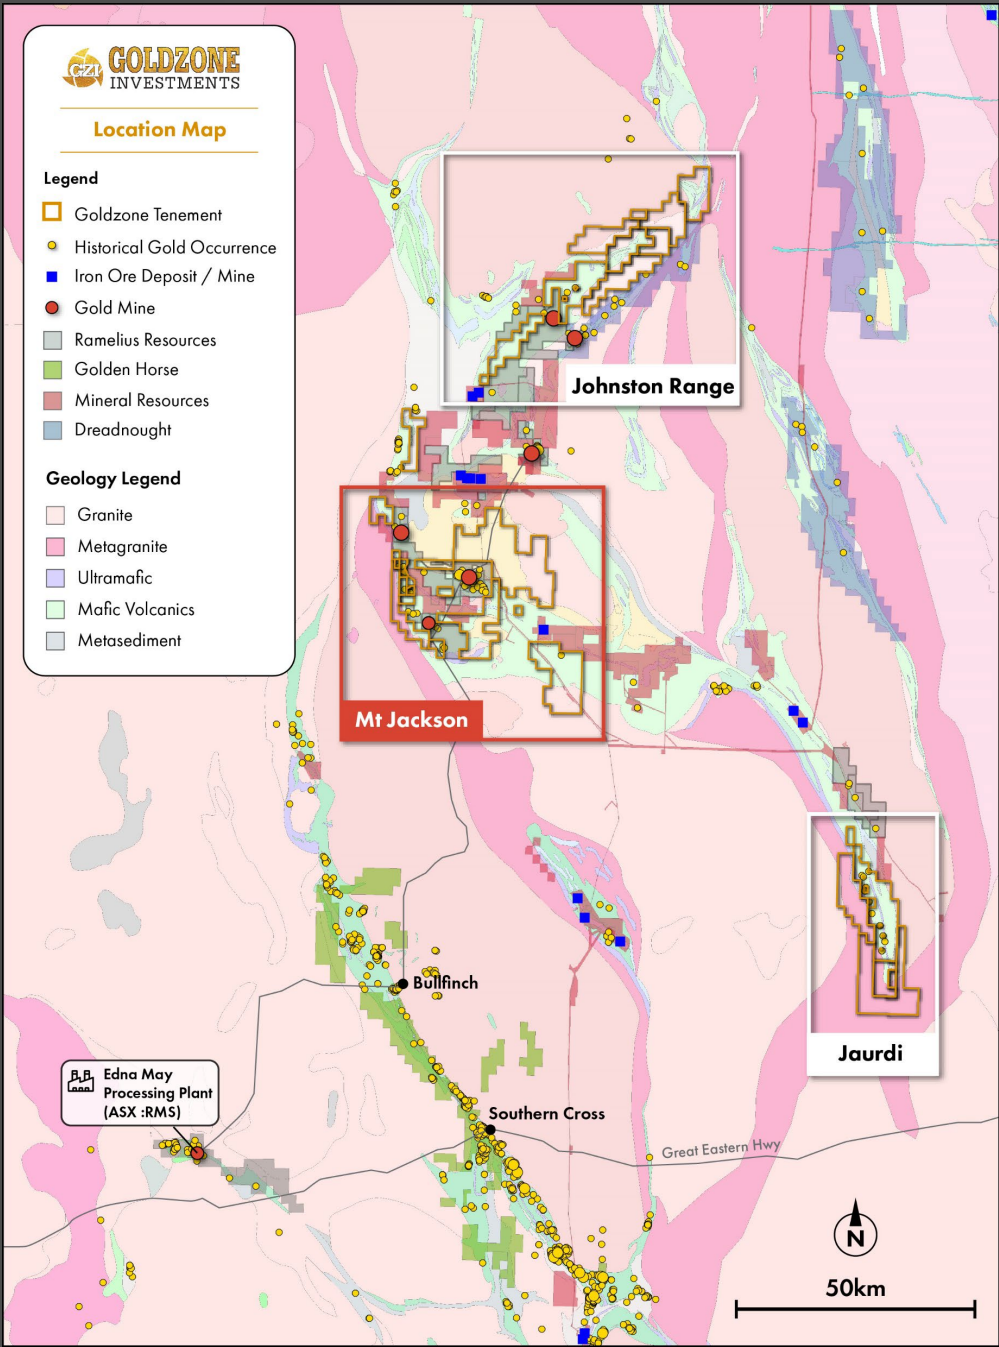 GZI
GOLDZONE
INVESTMENTS
Location Map
Legend
Goldzone Tenement
Historical Gold Occurrence
Iron Ore Deposit / Mine
Gold Mine
Ramelius Resources
Golden Horse
Mineral Resources
Dreadnought
Geology Legend
Granite
Metagranite
Ultramafic
Mafic Volcanics
Metasediment
Johnston Range
Mt Jackson
Jaurdi
Bullfinch
Edna May
Processing Plant
(ASX :RMS)
Southern Cross
Great Eastern Hwy
N
50km